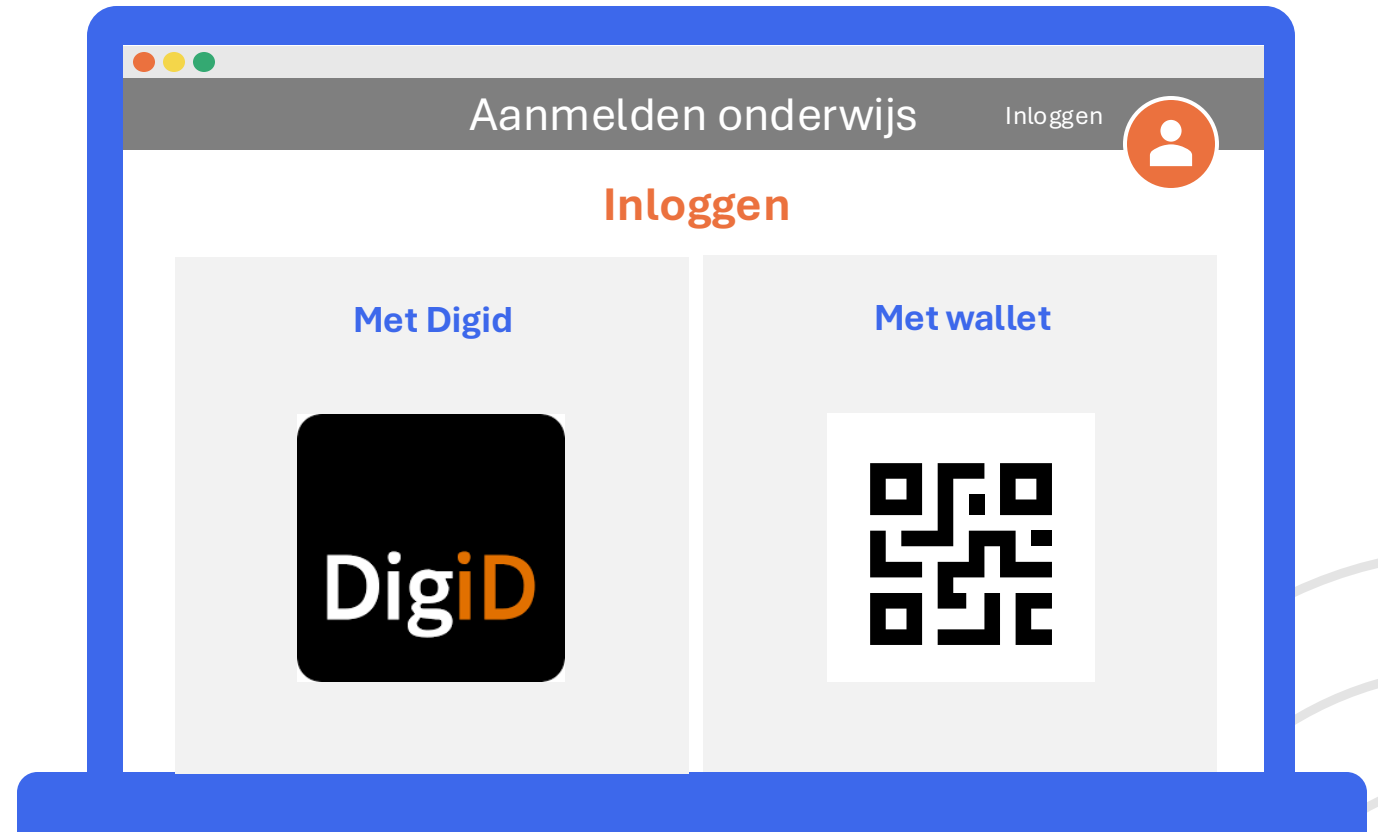 Aanmelden onderwijs
Inloggen
Inloggen
Met Digid
Met wallet
DigiD